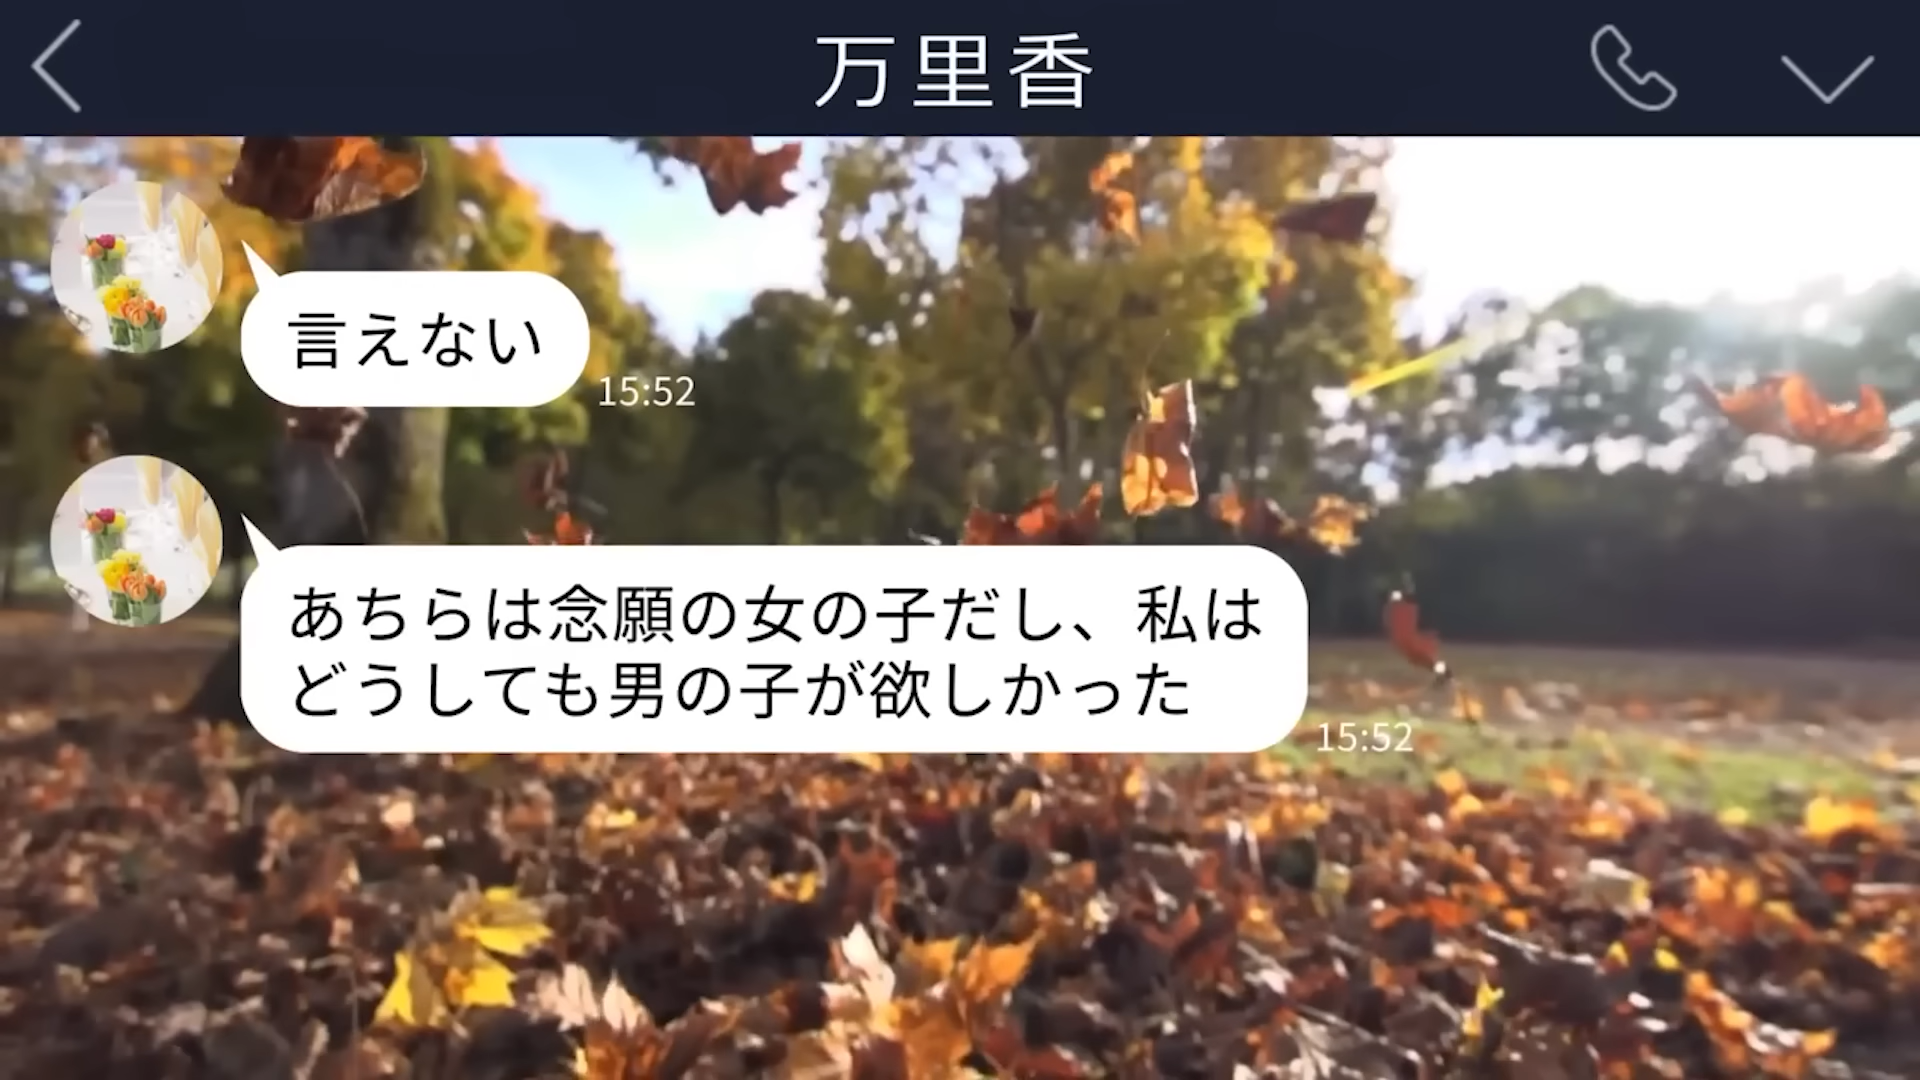 万里香
言えない
15:52
あちらは念願の女の子だし、私は
どうしても男の子が欲しかった
15:52